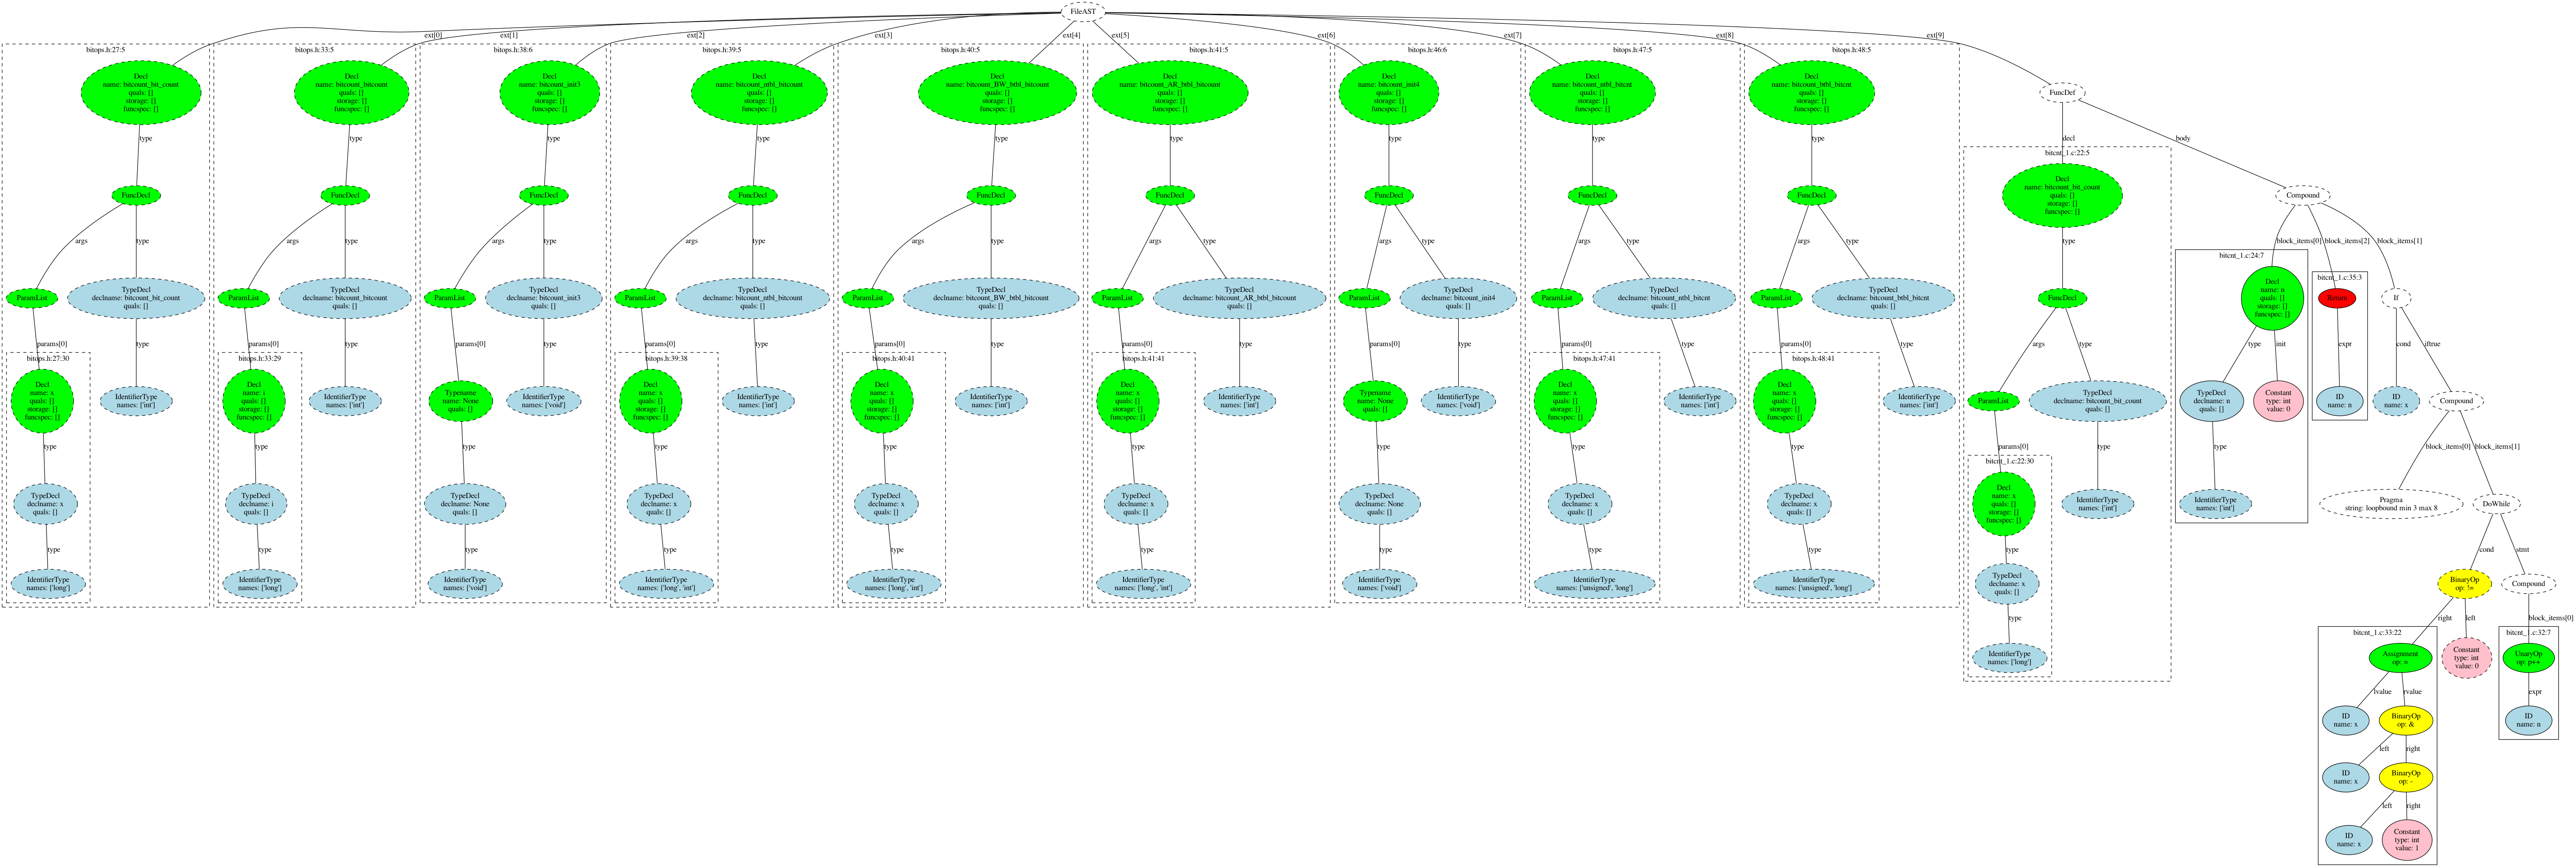 FileAST
ext[0]
ext[1]
ext[2]
ext[3]
ext[4]
ext[5]
ext[6]
ext[7]
ext[8]
ext[9]
bitops.h:27:5
Decl
name: bitcount_bit_count
quals: []
storage: []
funcspec: []
type
FuncDecl
args
type
ParamList
TypeDecl
declname: bitcount_bit_count
quals: []
params[0]
type
bitops.h:27:30
Decl
name: x
quals: []
storage: []
funcspec: []
IdentifierType
names: ['int']
type
TypeDecl
declname: x
quals: []
type
IdentifierType
names: ['long']
bitops.h:33:5
Decl
name: bitcount_bitcount
quals: []
storage: []
funcspec: []
type
FuncDecl
args
type
ParamList
TypeDecl
declname: bitcount_bitcount
quals: []
params[0]
type
bitops.h:33:29
Decl
name: i
quals: []
storage: []
funcspec: []
IdentifierType
names: ['int']
type
TypeDecl
declname: i
quals: []
type
IdentifierType
names: ['long']
bitops.h:38:6
Decl
name: bitcount_init3
quals: []
storage: []
funcspec: []
type
FuncDecl
args
type
ParamList
TypeDecl
declname: bitcount_init3
quals: []
params[0]
type
Typename
name: None
quals: []
IdentifierType
names: ['void']
type
TypeDecl
declname: None
quals: []
type
IdentifierType
names: ['void']
bitops.h:39:5
Decl
name: bitcount_ntbl_bitcount
quals: []
storage: []
funcspec: []
type
FuncDecl
args
type
ParamList
TypeDecl
declname: bitcount_ntbl_bitcount
quals: []
params[0]
type
bitops.h:39:38
Decl
name: x
quals: []
storage: []
funcspec: []
IdentifierType
names: ['int']
type
TypeDecl
declname: x
quals: []
type
IdentifierType
names: ['long', 'int']
bitops.h:40:5
Decl
name: bitcount_BW_btbl_bitcount
quals: []
storage: []
funcspec: []
type
FuncDecl
args
type
ParamList
TypeDecl
declname: bitcount_BW_btbl_bitcount
quals: []
params[0]
type
bitops.h:40:41
Decl
name: x
quals: []
storage: []
funcspec: []
IdentifierType
names: ['int']
type
TypeDecl
declname: x
quals: []
type
IdentifierType
names: ['long', 'int']
bitops.h:41:5
Decl
name: bitcount_AR_btbl_bitcount
quals: []
storage: []
funcspec: []
type
FuncDecl
args
type
ParamList
TypeDecl
declname: bitcount_AR_btbl_bitcount
quals: []
params[0]
type
bitops.h:41:41
Decl
name: x
quals: []
storage: []
funcspec: []
IdentifierType
names: ['int']
type
TypeDecl
declname: x
quals: []
type
IdentifierType
names: ['long', 'int']
bitops.h:46:6
Decl
name: bitcount_init4
quals: []
storage: []
funcspec: []
type
FuncDecl
args
type
ParamList
TypeDecl
declname: bitcount_init4
quals: []
params[0]
type
Typename
name: None
quals: []
IdentifierType
names: ['void']
type
TypeDecl
declname: None
quals: []
type
IdentifierType
names: ['void']
bitops.h:47:5
Decl
name: bitcount_ntbl_bitcnt
quals: []
storage: []
funcspec: []
type
FuncDecl
args
type
ParamList
TypeDecl
declname: bitcount_ntbl_bitcnt
quals: []
params[0]
type
bitops.h:47:41
Decl
name: x
quals: []
storage: []
funcspec: []
IdentifierType
names: ['int']
type
TypeDecl
declname: x
quals: []
type
IdentifierType
names: ['unsigned', 'long']
bitops.h:48:5
Decl
name: bitcount_btbl_bitcnt
quals: []
storage: []
funcspec: []
type
FuncDecl
args
type
ParamList
TypeDecl
declname: bitcount_btbl_bitcnt
quals: []
params[0]
type
bitops.h:48:41
Decl
name: x
quals: []
storage: []
funcspec: []
IdentifierType
names: ['int']
type
TypeDecl
declname: x
quals: []
type
IdentifierType
names: ['unsigned', 'long']
FuncDef
decl
body
bitcnt_1.c:22:5
Decl
name: bitcount_bit_count
quals: []
storage: []
funcspec: []
type
FuncDecl
args
type
ParamList
TypeDecl
declname: bitcount_bit_count
quals: []
params[0]
type
bitcnt_1.c:22:30
Decl
name: x
quals: []
storage: []
funcspec: []
IdentifierType
names: ['int']
type
TypeDecl
declname: x
quals: []
type
IdentifierType
names: ['long']
Compound
block_items[0]
block_items[2]
block_items[1]
bitcnt_1.c:24:7
Decl
name: n
quals: []
storage: []
funcspec: []
type
init
TypeDecl
declname: n
quals: []
Constant
type: int
value: 0
type
IdentifierType
names: ['int']
bitcnt_1.c:35:3
Return
expr
ID
name: n
If
cond
iftrue
ID
name: x
Compound
block_items[0]
block_items[1]
Pragma
string: loopbound min 3 max 8
DoWhile
cond
stmt
BinaryOp
op: !=
Compound
right
left
block_items[0]
bitcnt_1.c:33:22
Assignment
op: =
Constant
type: int
value: 0
bitcnt_1.c:32:7
UnaryOp
op: p++
lvalue
rvalue
expr
ID
name: x
BinaryOp
op: &
ID
name: n
left
right
ID
name: x
BinaryOp
op: -
left
right
ID
name: x
Constant
type: int
value: 1